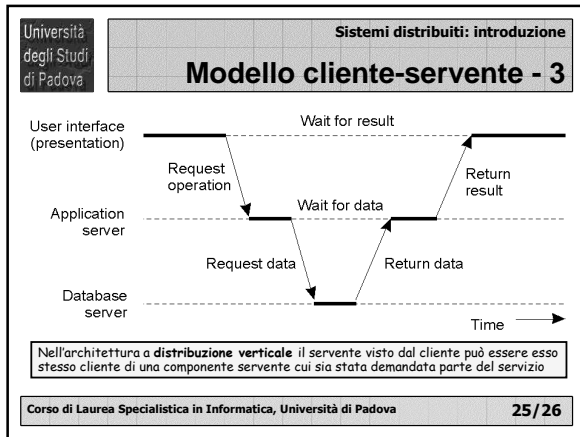 Università
degli Studi
di Padova
Sistemi distribuiti: introduzione
Modello cliente-servente - 3
User interface
(presentation)
Wait for result
Request
operation
Return
result
Application
server
Wait for data
Request data
Return data
Database
server
Time
Nell'architettura a distribuzione verticale il servente visto dal cliente può essere esso
stesso cliente di una componente servente cui sia stata demandata parte del servizio
Corso di Laurea Specialistica in Informatica, Università di Padova
25/26